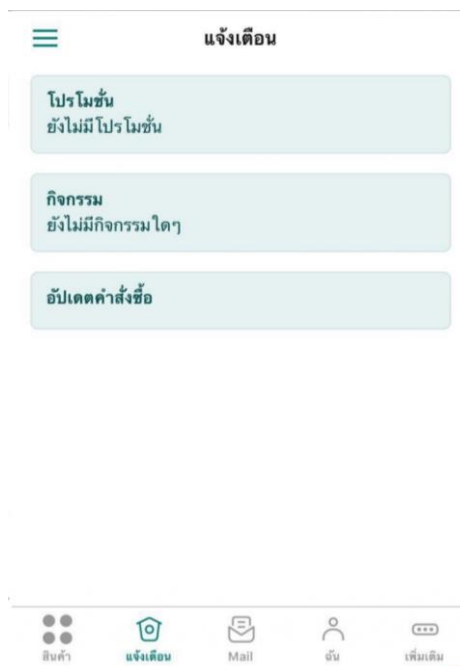 แจ้งเตือน
โปรโมชั่น
ยังไม่มีโปรโมชั่น
กิจกรรม
ยังไม่มีกิจกรรมใดๆ
อัปเดตคำสั่งซื้อ
สินค้า
แจ้งเตือน
Mail
ฉัน
เพิ่มเติม